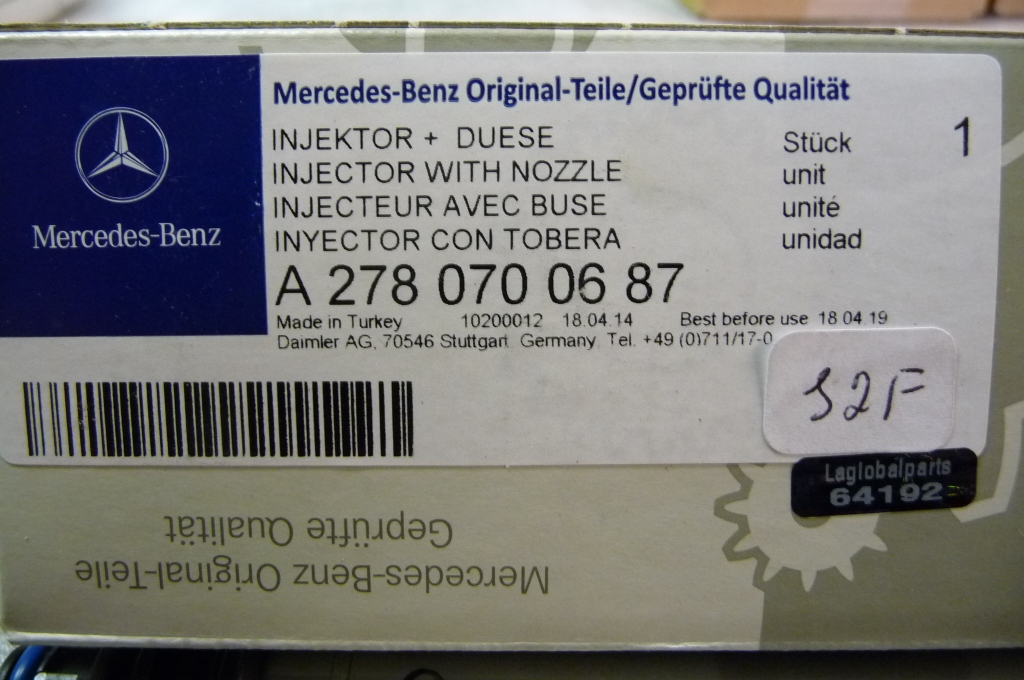 Mercedes-Benz
Mercedes-Benz Original-Teile/Geprüfte Qualität
INJEKTOR + DUESE Stück 1
INJECTOR WITH NOZZLE unit
INJECTEUR AVEC BUSE unité
INYECTOR CON TOBERA unidad
A 278 070 06 87
Made in Turkey 10200012 18.04.14 Best before use 18.04.19
Daimler AG, 70546 Stuttgart Germany Tel. +49 (0)711/17-0
S2F
Laglobalparts
64192
Mercedes-Benz Original-Teile
Geprüfte Qualität